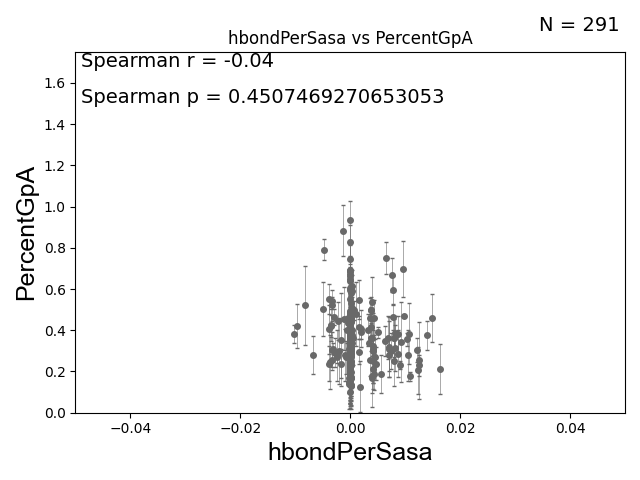 N = 291
hbondPerSasa vs PercentGpA
Spearman r = -0.04
Spearman p = 0.4507469270653053
PercentGpA
1.6
1.4
1.2
1.0
0.8
0.6
0.4
0.2
0.0
−0.04 −0.02 0.00 0.02 0.04
hbondPerSasa